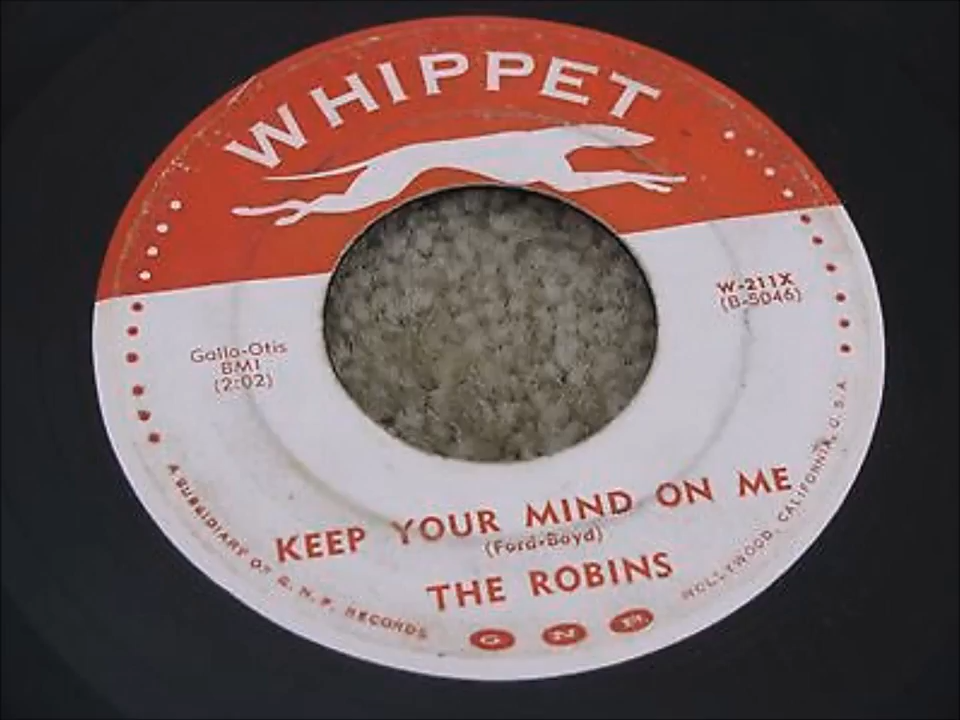 WHIPPET
W-211X
(B-5046)
Gallo-Otis
BMI
(2:02)
KEEP YOUR MIND ON ME
(Ford-Boyd)
THE ROBINS
A SUBSIDIARY OF G. N. P. RECORDS
G N P
HOLLYWOOD, CALIFORNIA, U.S.A.